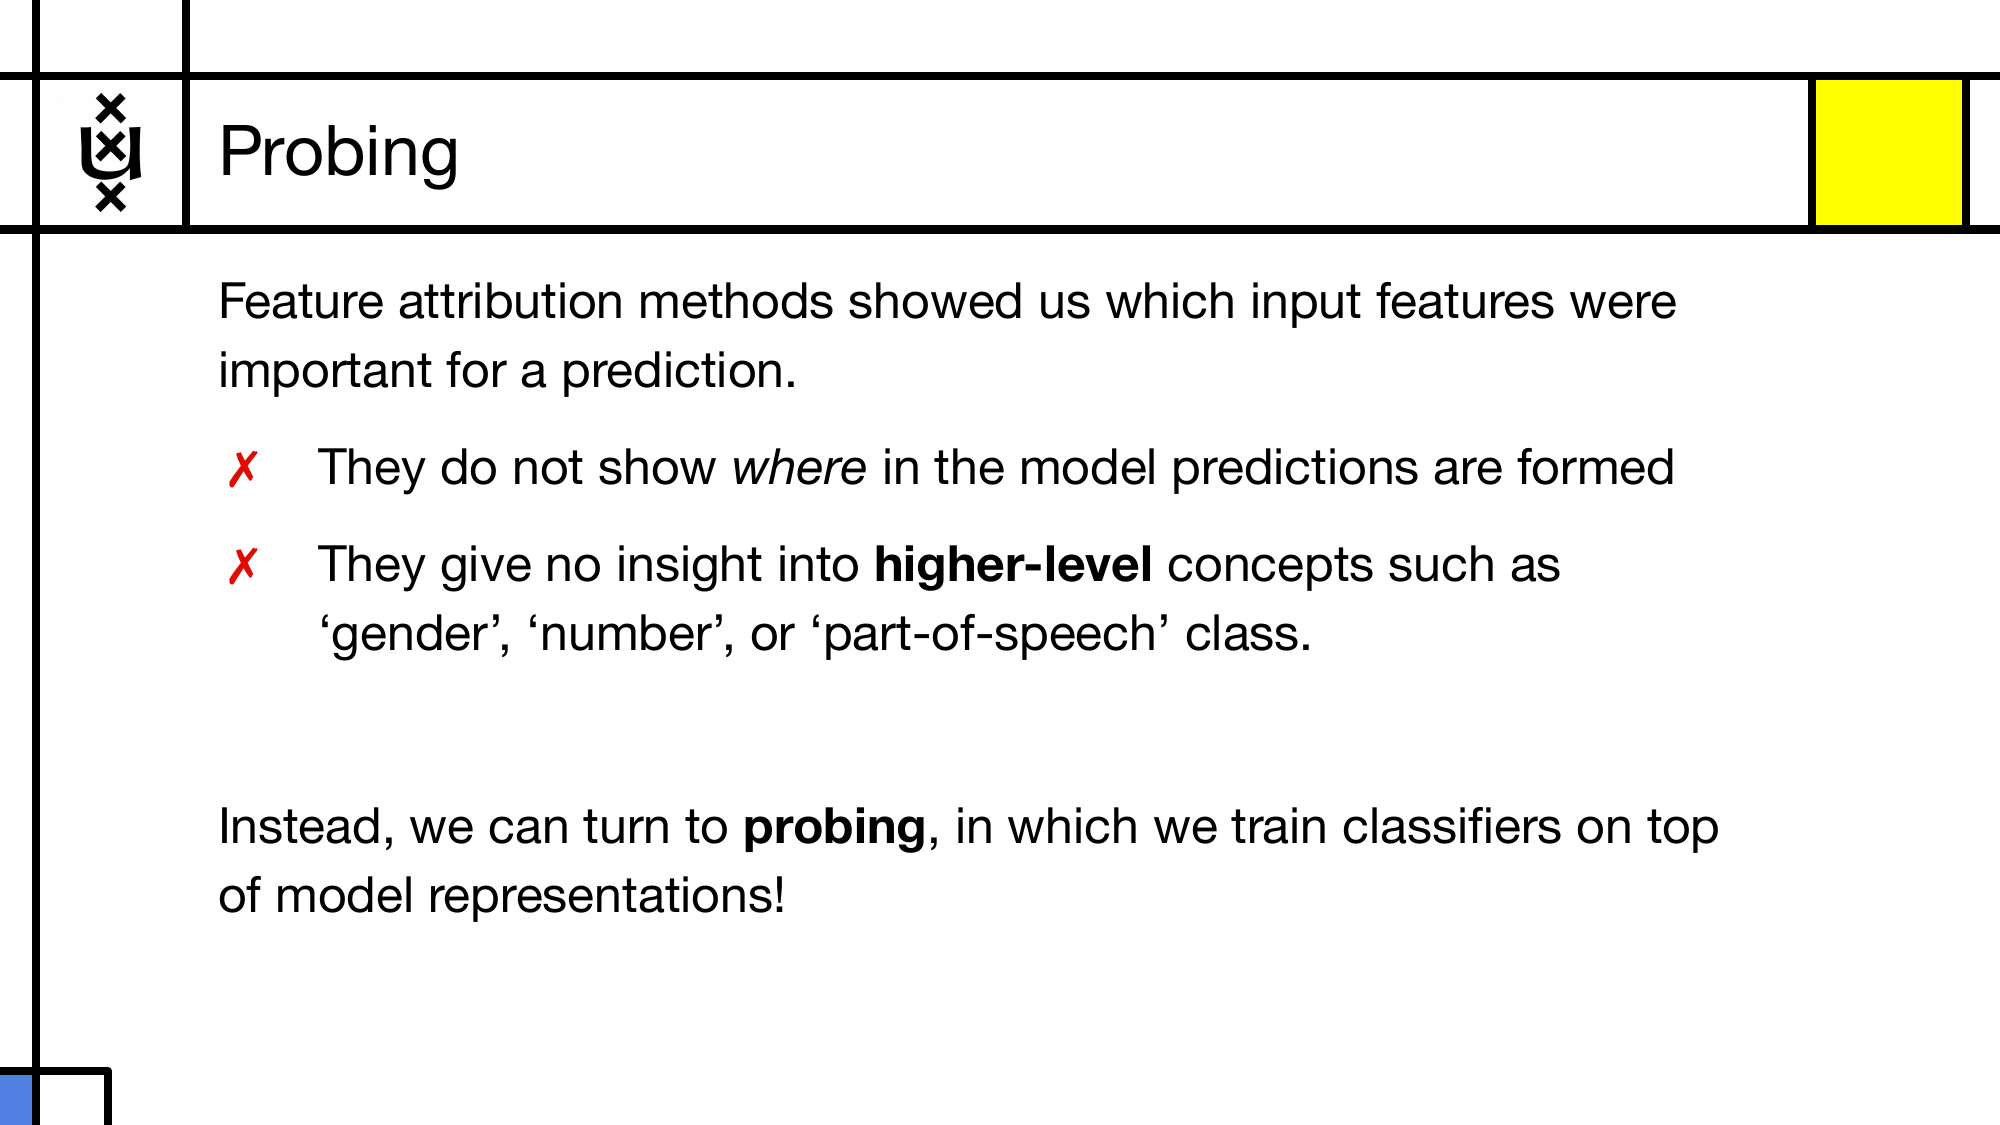 Probing
Feature attribution methods showed us which input features were
important for a prediction.
✗ They do not show where in the model predictions are formed
✗ They give no insight into higher-level concepts such as
‘gender’, ‘number’, or ‘part-of-speech’ class.
Instead, we can turn to probing, in which we train classifiers on top
of model representations!